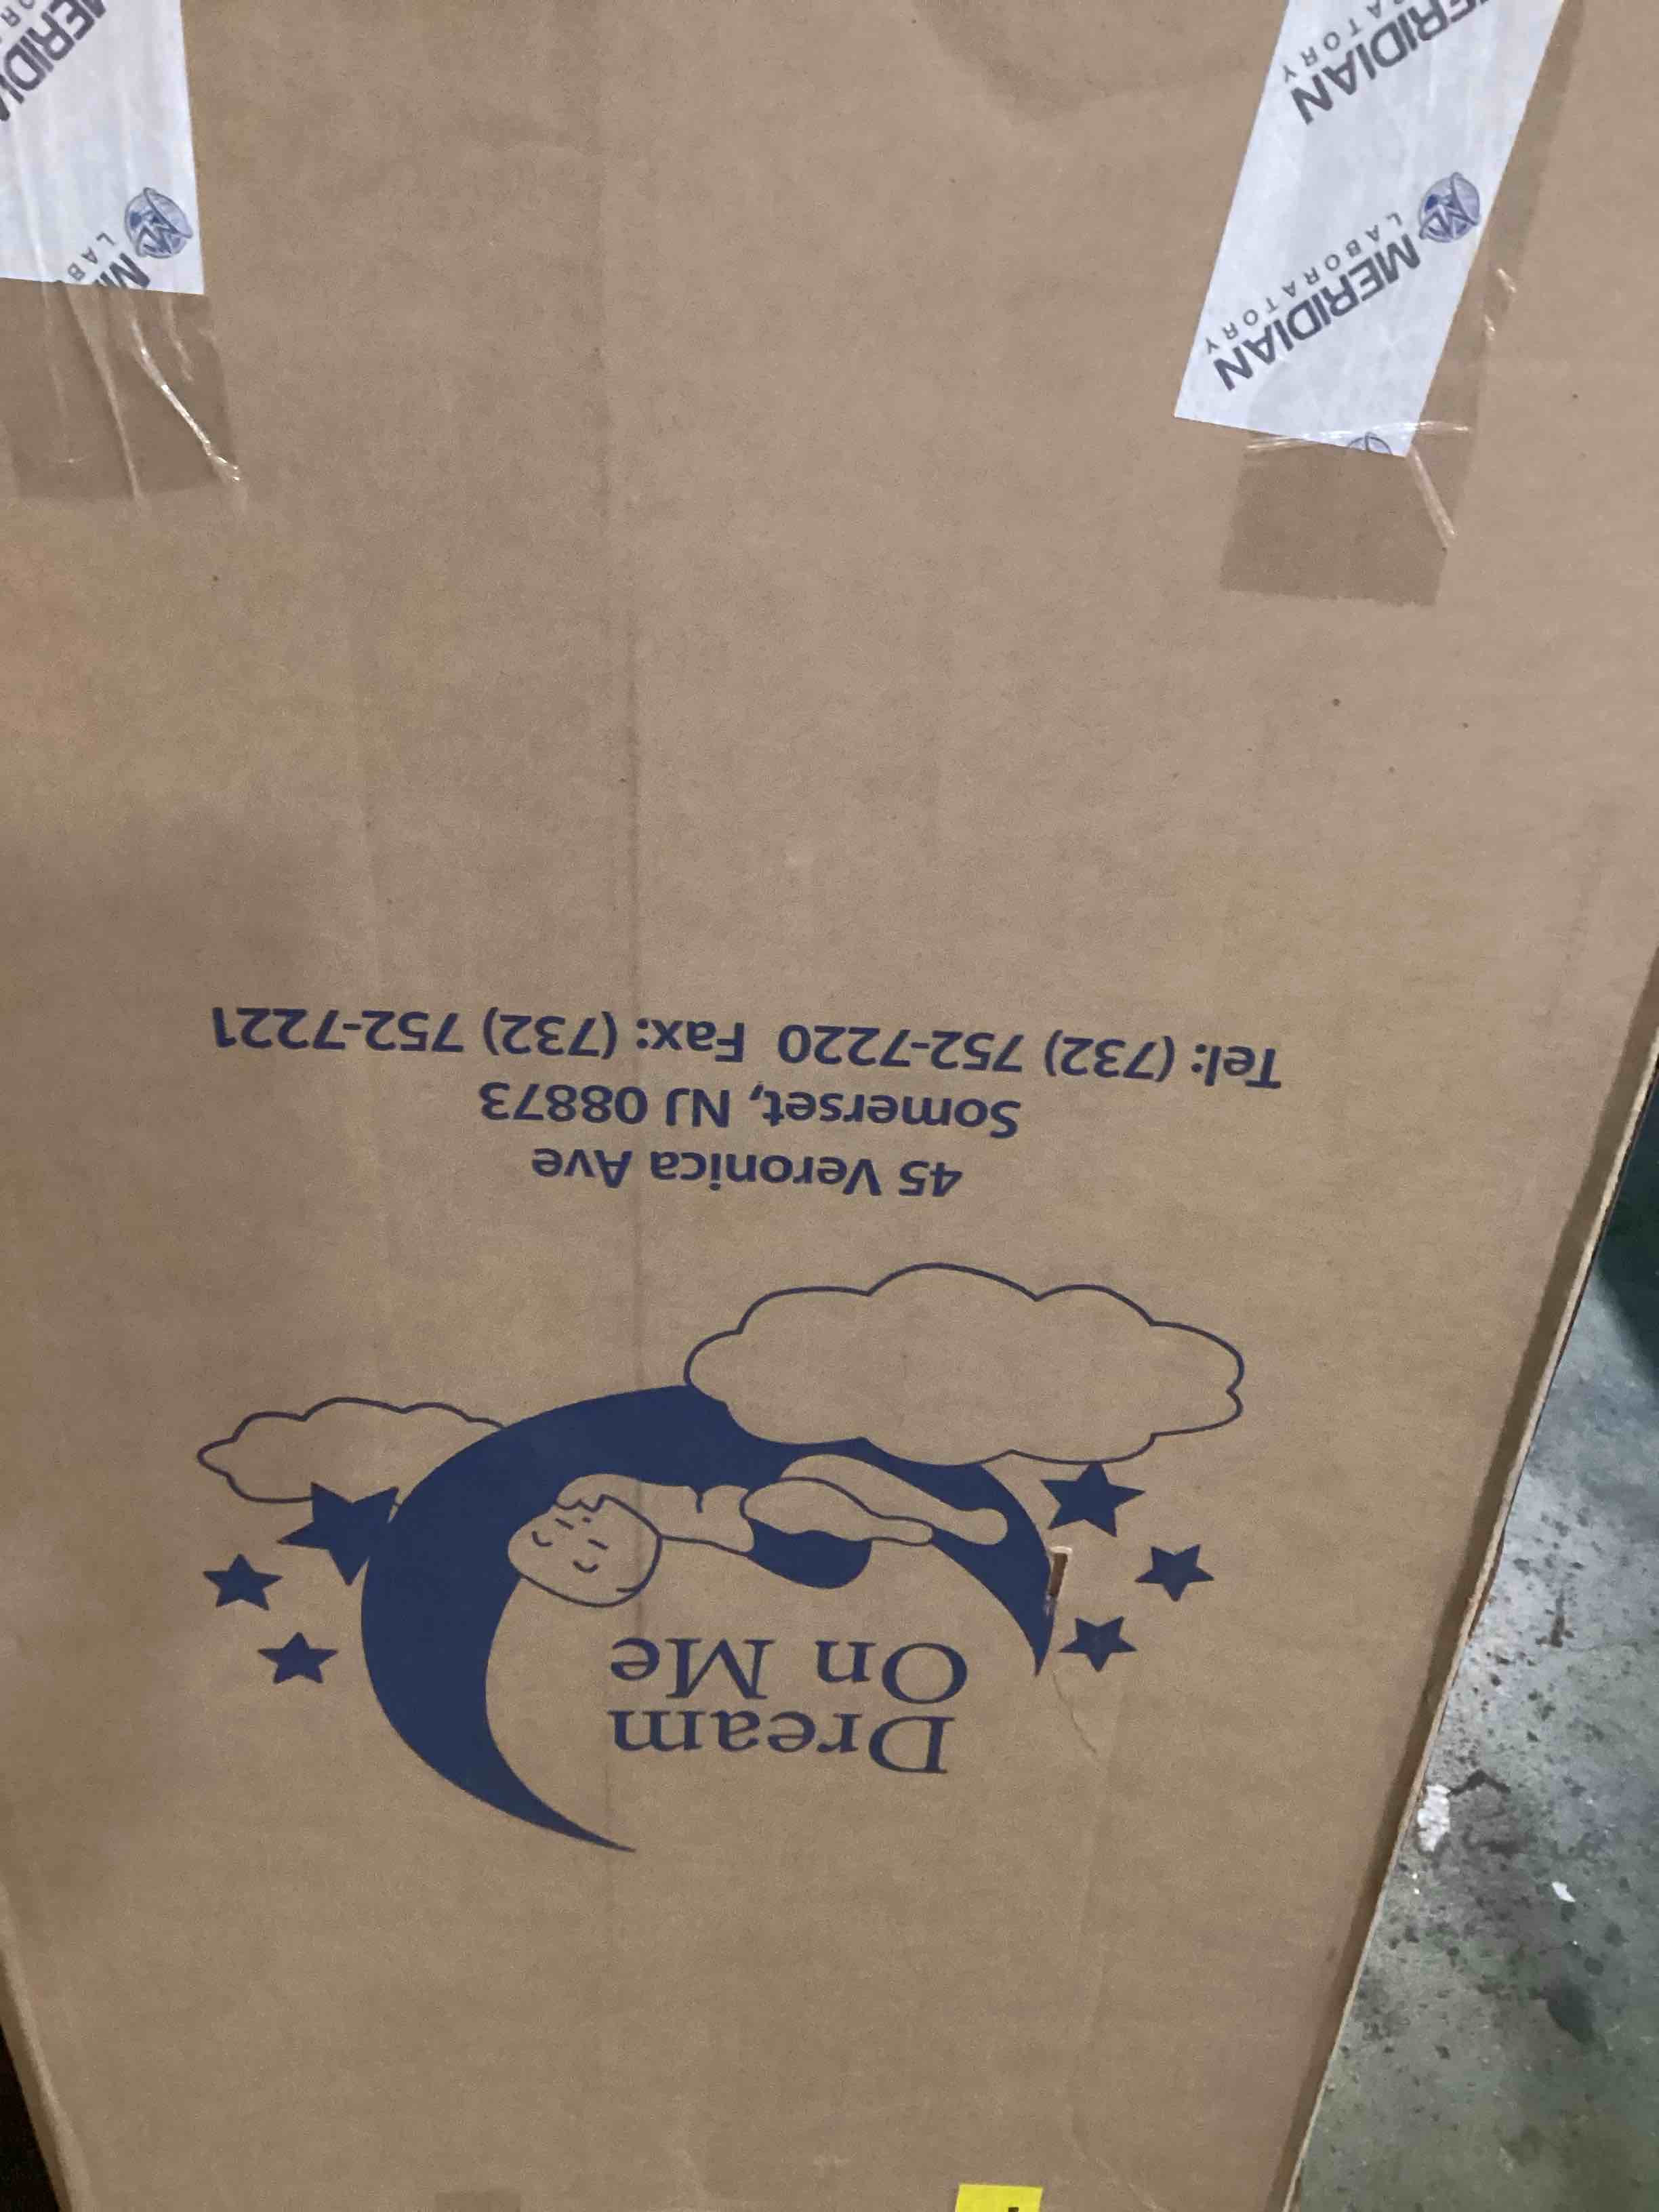 Dream
On Me
45 Veronica Ave
Somerset, NJ 08873
Tel: (732) 752-7220 Fax: (732) 752-7221
MERIDIAN
LABORATORY
MERIDIAN